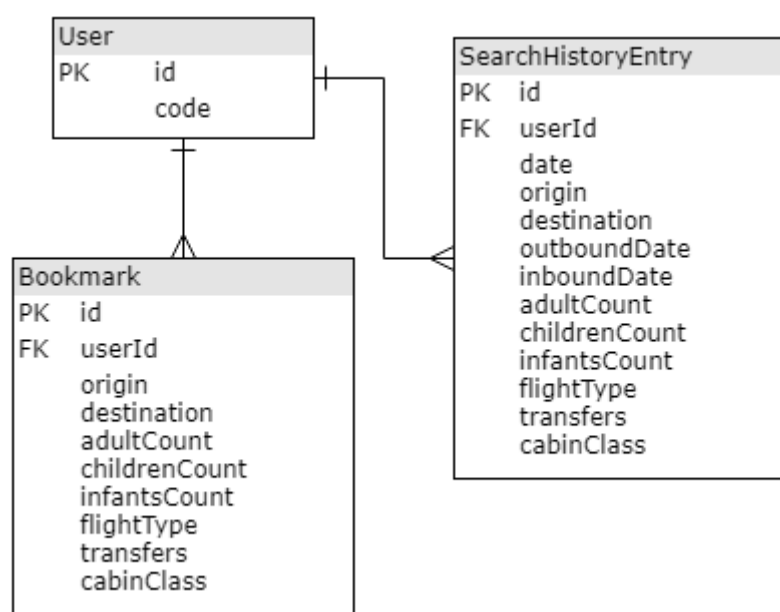 User
PK id
code
SearchHistoryEntry
PK id
FK userId
date
origin
destination
outboundDate
inboundDate
adultCount
childrenCount
infantsCount
flightType
transfers
cabinClass
Bookmark
PK id
FK userId
origin
destination
adultCount
childrenCount
infantsCount
flightType
transfers
cabinClass